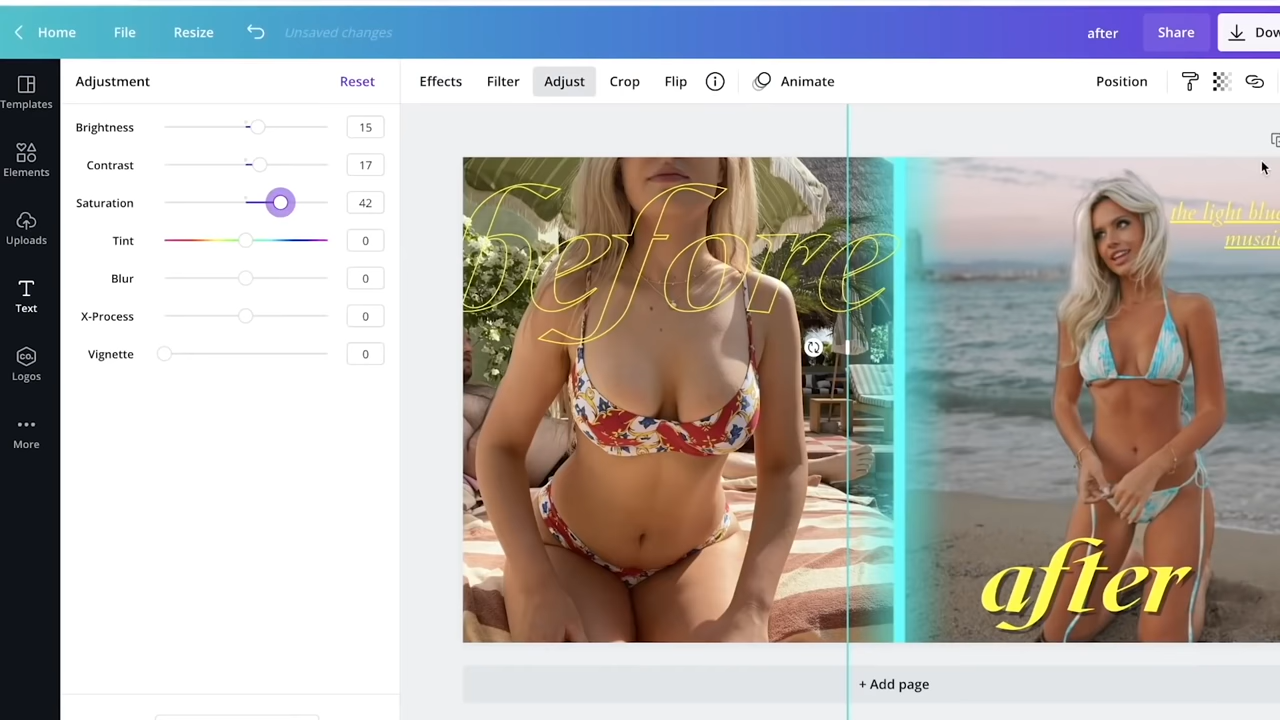 Home File Resize Unsaved changes after Share
Templates
Elements
Uploads
Text
CO.
Logos
More
Adjustment Reset
Brightness 15
Contrast 17
Saturation 42
Tint 0
Blur 0
X-Process 0
Vignette 0
Effects Filter Adjust Crop Flip Animate Position
before
the light blue
after
+ Add page